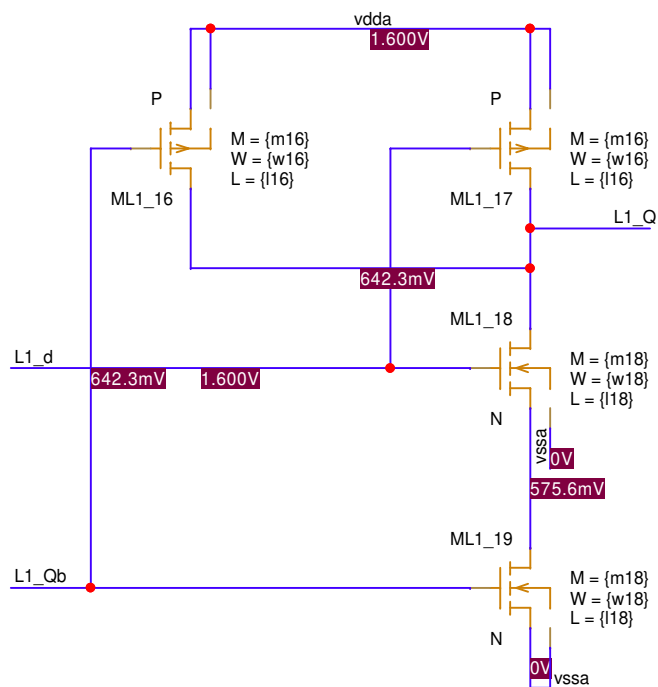 vdda
1.600V
P
M = {m16}
W = {w16}
L = {l16}
ML1_16
P
M = {m16}
W = {w16}
L = {l16}
ML1_17
L1_Q
642.3mV
ML1_18
L1_d
642.3mV
1.600V
M = {m18}
W = {w18}
L = {l18}
N
vssa
0V
575.6mV
ML1_19
L1_Qb
M = {m18}
W = {w18}
L = {l18}
N
0V
vssa